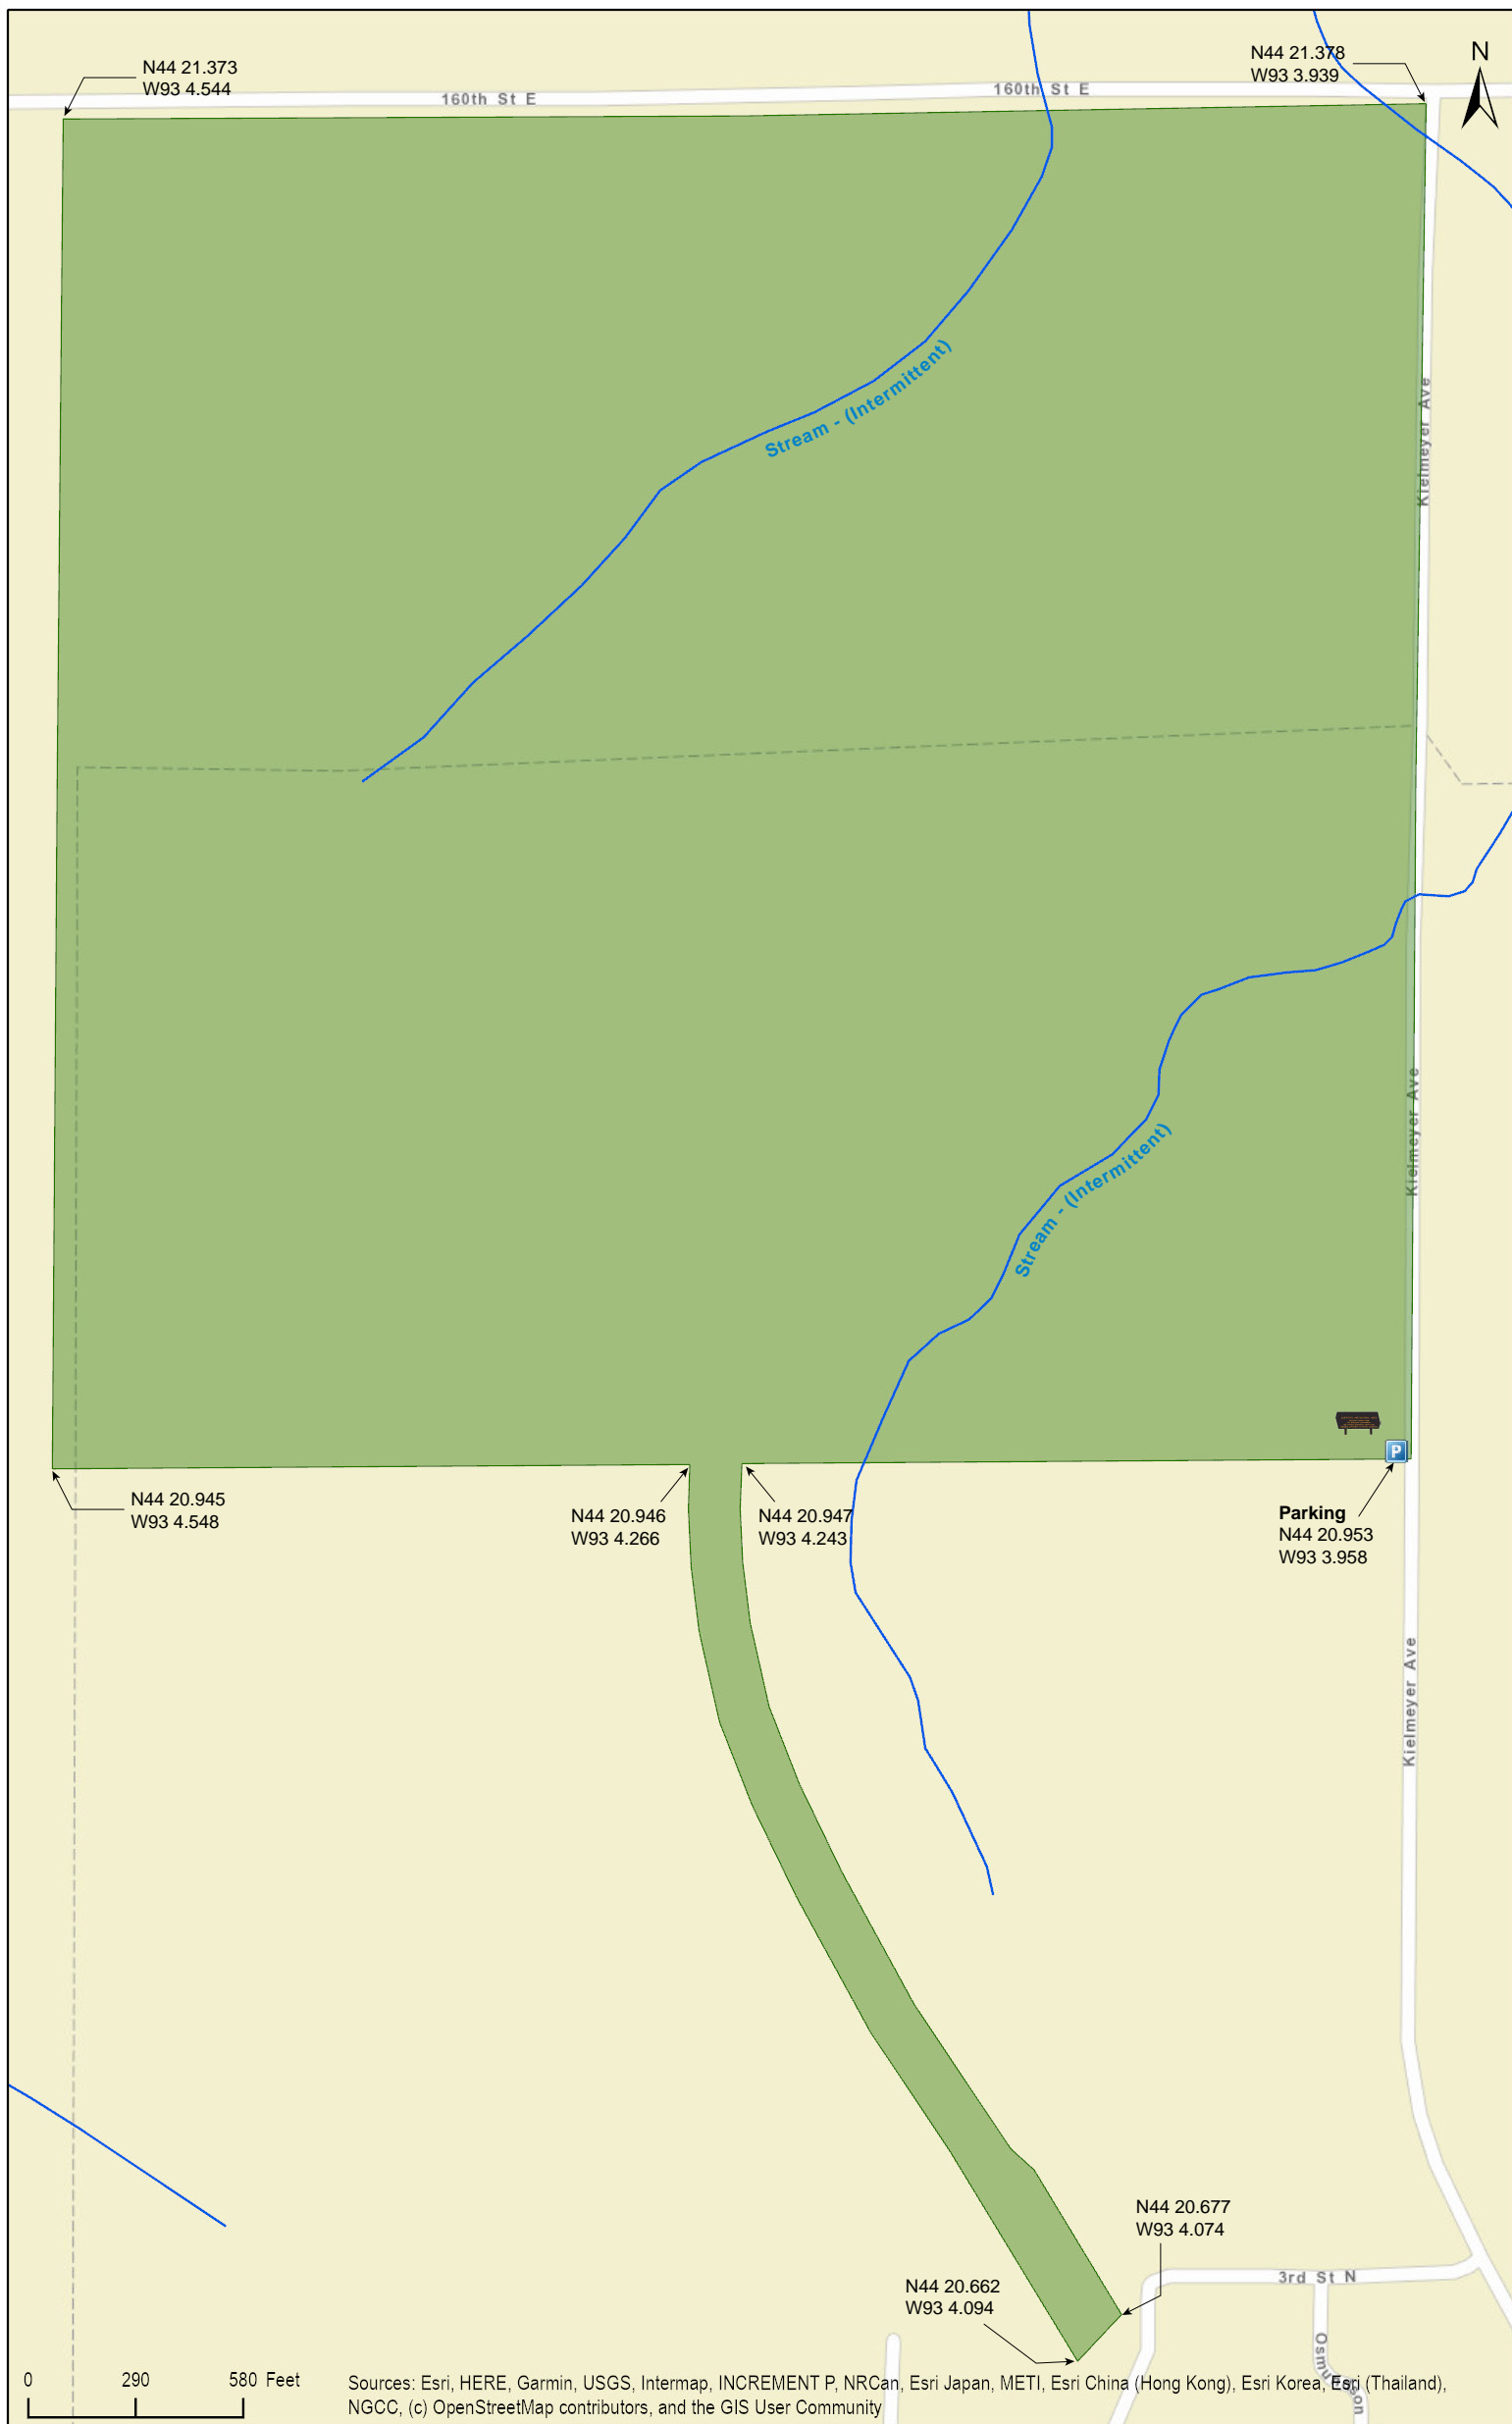 N44 21.373
W93 4.544
N44 21.378
W93 3.939
N
160th St E
160th St E
Stream - (Intermittent)
Kielmeyer Ave
Kielmeyer Ave
Stream - (Intermittent)
P
N44 20.945
W93 4.548
N44 20.946
W93 4.266
N44 20.947
W93 4.243
Parking
N44 20.953
W93 3.958
Kielmeyer Ave
N44 20.677
W93 4.074
N44 20.662
W93 4.094
3rd St N
0 290 580 Feet
Sources: Esri, HERE, Garmin, USGS, Intermap, INCREMENT P, NRCan, Esri Japan, METI, Esri China (Hong Kong), Esri Korea, Esri (Thailand),
NGCC, (c) OpenStreetMap contributors, and the GIS User Community